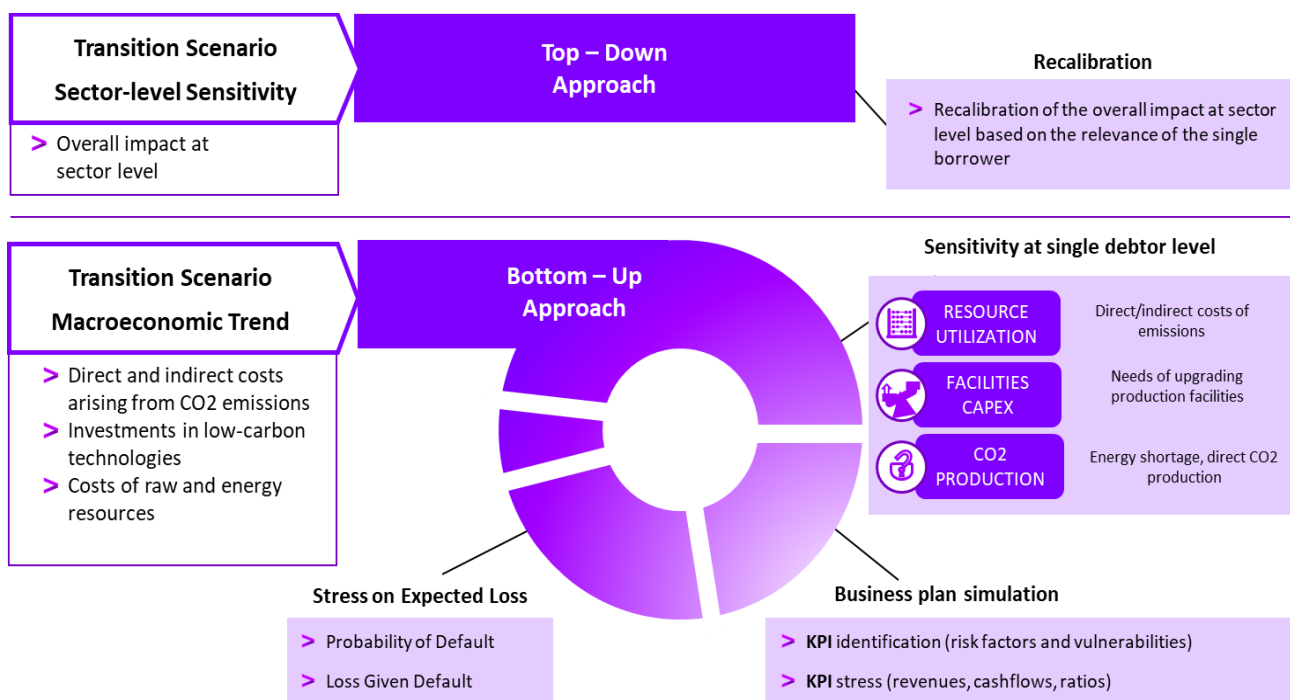 Transition Scenario
Sector-level Sensitivity
> Overall impact at
sector level
Top – Down
Approach
Recalibration
> Recalibration of the overall impact at sector
level based on the relevance of the single
borrower
Transition Scenario
Macroeconomic Trend
> Direct and indirect costs
arising from CO2 emissions
> Investments in low-carbon
technologies
> Costs of raw and energy
resources
Bottom – Up
Approach
Sensitivity at single debtor level
RESOURCE
UTILIZATION
Direct/indirect costs of
emissions
FACILITIES
CAPEX
Needs of upgrading
production facilities
CO2
PRODUCTION
Energy shortage, direct CO2
production
Stress on Expected Loss
> Probability of Default
> Loss Given Default
Business plan simulation
> KPI identification (risk factors and vulnerabilities)
> KPI stress (revenues, cashflows, ratios)